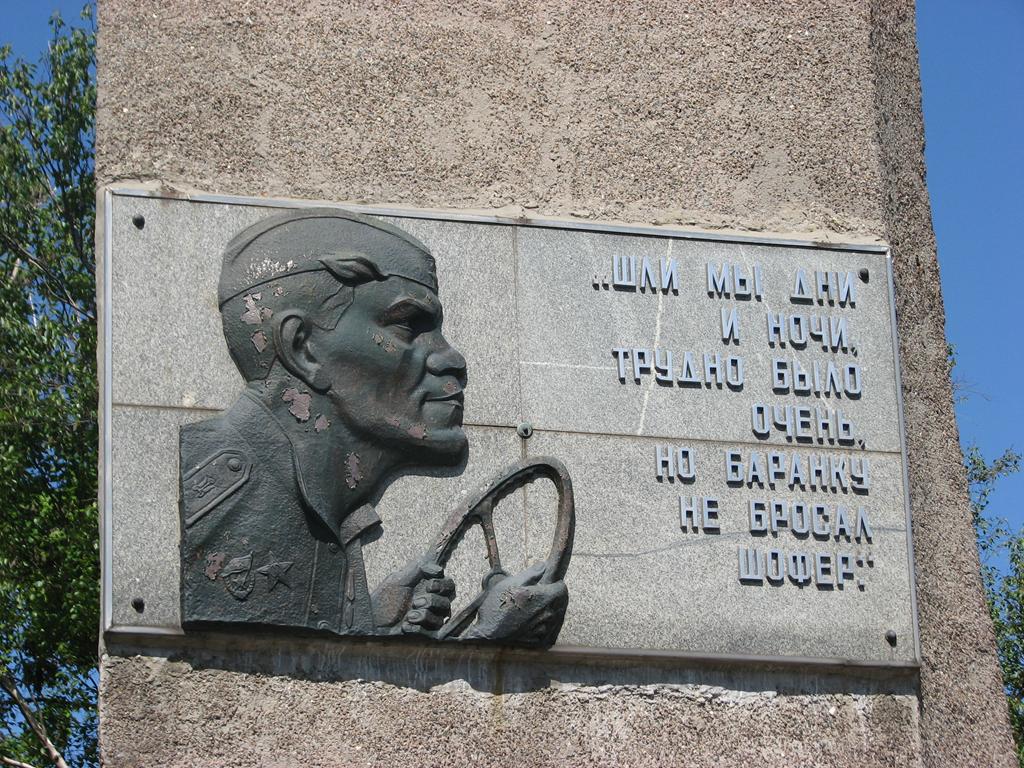 „ШЛИ МЫ ДНИ
И НОЧИ,
ТРУДНО БЫЛО
ОЧЕНЬ,
НО БАРАНКУ
НЕ БРОСАЛ
ШОФЕР."